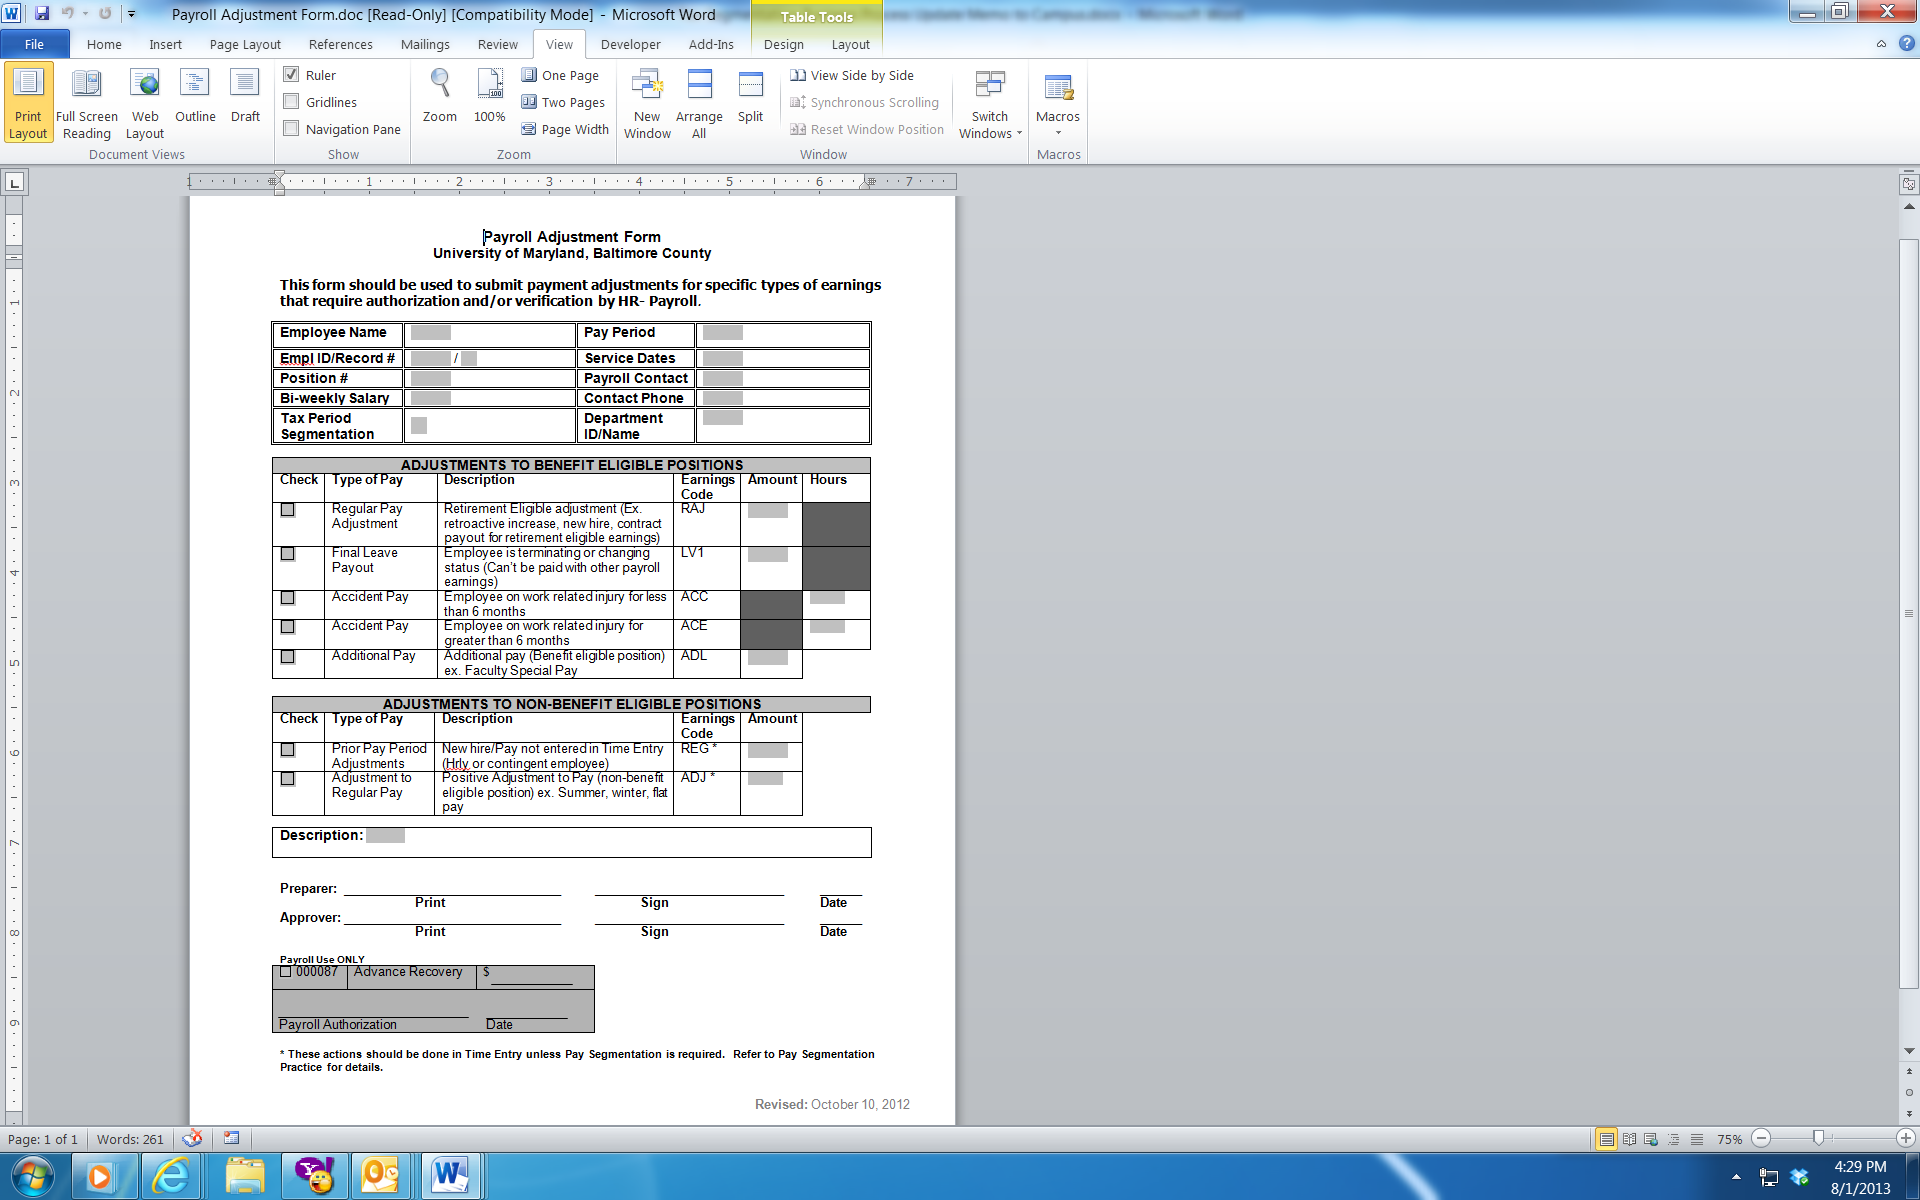 Payroll Adjustment Form.doc [Read-Only] [Compatibility Mode] - Microsoft Word
Table Tools
File Home Insert Page Layout References Mailings Review View Developer Add-Ins Design Layout
Print Layout
Full Screen Reading
Web Layout
Outline
Draft
Document Views
Ruler
Gridlines
Navigation Pane
Show
Zoom
100%
One Page
Two Pages
Page Width
Zoom
New Window
Arrange All
Split
View Side by Side
Synchronous Scrolling
Reset Window Position
Window
Switch Windows
Macros
Macros
1 1 2 3 4 5 6 7
Payroll Adjustment Form
University of Maryland, Baltimore County
This form should be used to submit payment adjustments for specific types of earnings
that require authorization and/or verification by HR- Payroll.
Employee Name Pay Period
Empl ID/Record # / Service Dates
Position # Payroll Contact
Bi-weekly Salary Contact Phone
Tax Period Segmentation Department ID/Name
ADJUSTMENTS TO BENEFIT ELIGIBLE POSITIONS
Check Type of Pay Description Earnings Code Amount Hours
Regular Pay Adjustment Retirement Eligible adjustment (Ex. retroactive increase, new hire, contract payout for retirement eligible earnings) RAJ
Final Leave Payout Employee is terminating or changing status (Can't be paid with other payroll earnings) LV1
Accident Pay Employee on work related injury for less than 6 months ACC
Accident Pay Employee on work related injury for greater than 6 months ACE
Additional Pay Additional pay (Benefit eligible position) ex. Faculty Special Pay ADL
ADJUSTMENTS TO NON-BENEFIT ELIGIBLE POSITIONS
Check Type of Pay Description Earnings Code Amount
Prior Pay Period Adjustments New hire/Pay not entered in Time Entry (Hrly or contingent employee) REG *
Adjustment to Regular Pay Positive Adjustment to Pay (non-benefit eligible position) ex. Summer, winter, flat pay ADJ *
Description:
Preparer:
Print Sign Date
Approver:
Print Sign Date
Payroll Use ONLY
000087 Advance Recovery $
Payroll Authorization Date
* These actions should be done in Time Entry unless Pay Segmentation is required. Refer to Pay Segmentation
Practice for details.
Revised: October 10, 2012
Page: 1 of 1 Words: 261 75%
4:29 PM
8/1/2013